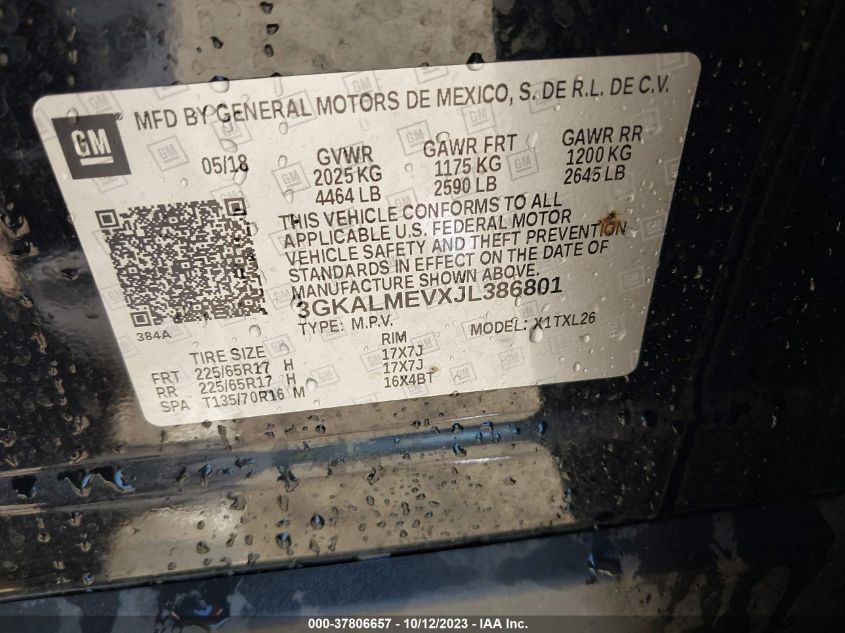 MFD BY GENERAL MOTORS DE MEXICO, S. DE R.L. DE C.V.
GM
05/18 GVWR GAWR FRT GAWR RR
2025 KG 1175 KG 1200 KG
4464 LB 2590 LB 2645 LB
THIS VEHICLE CONFORMS TO ALL
APPLICABLE U.S. FEDERAL MOTOR
VEHICLE SAFETY AND THEFT PREVENTION
STANDARDS IN EFFECT ON THE DATE OF
MANUFACTURE SHOWN ABOVE.
3GKALMEVXJL386801
384A
TYPE: M.P.V. MODEL: X1TXL26
TIRE SIZE RIM
FRT 225/65R17 H 17X7J
RR 225/65R17 H 17X7J
SPA T135/70R16 M 16X4BT
000-37806657 - 10/12/2023 - IAA Inc.